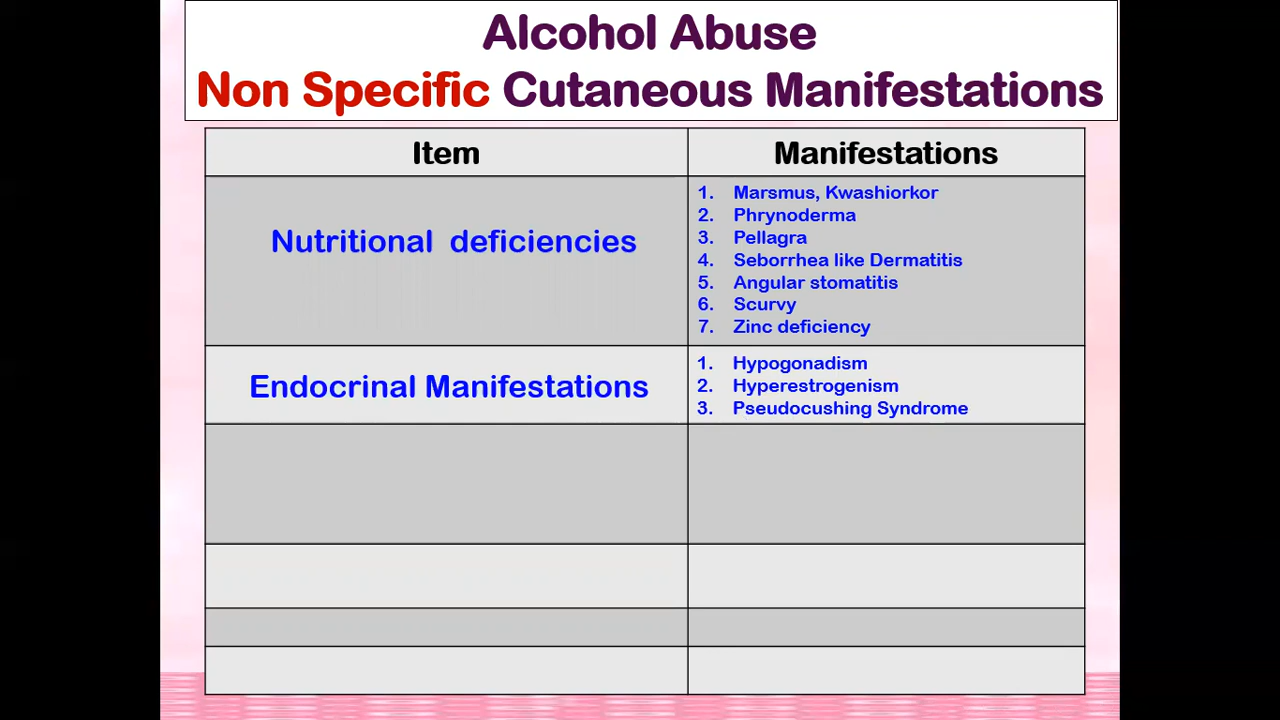 Alcohol Abuse
Non Specific Cutaneous Manifestations
Item
Manifestations
Nutritional deficiencies
1. Marsmus, Kwashiorkor
2. Phrynoderma
3. Pellagra
4. Seborrhea like Dermatitis
5. Angular stomatitis
6. Scurvy
7. Zinc deficiency
Endocrinal Manifestations
1. Hypogonadism
2. Hyperestrogenism
3. Pseudocushing Syndrome